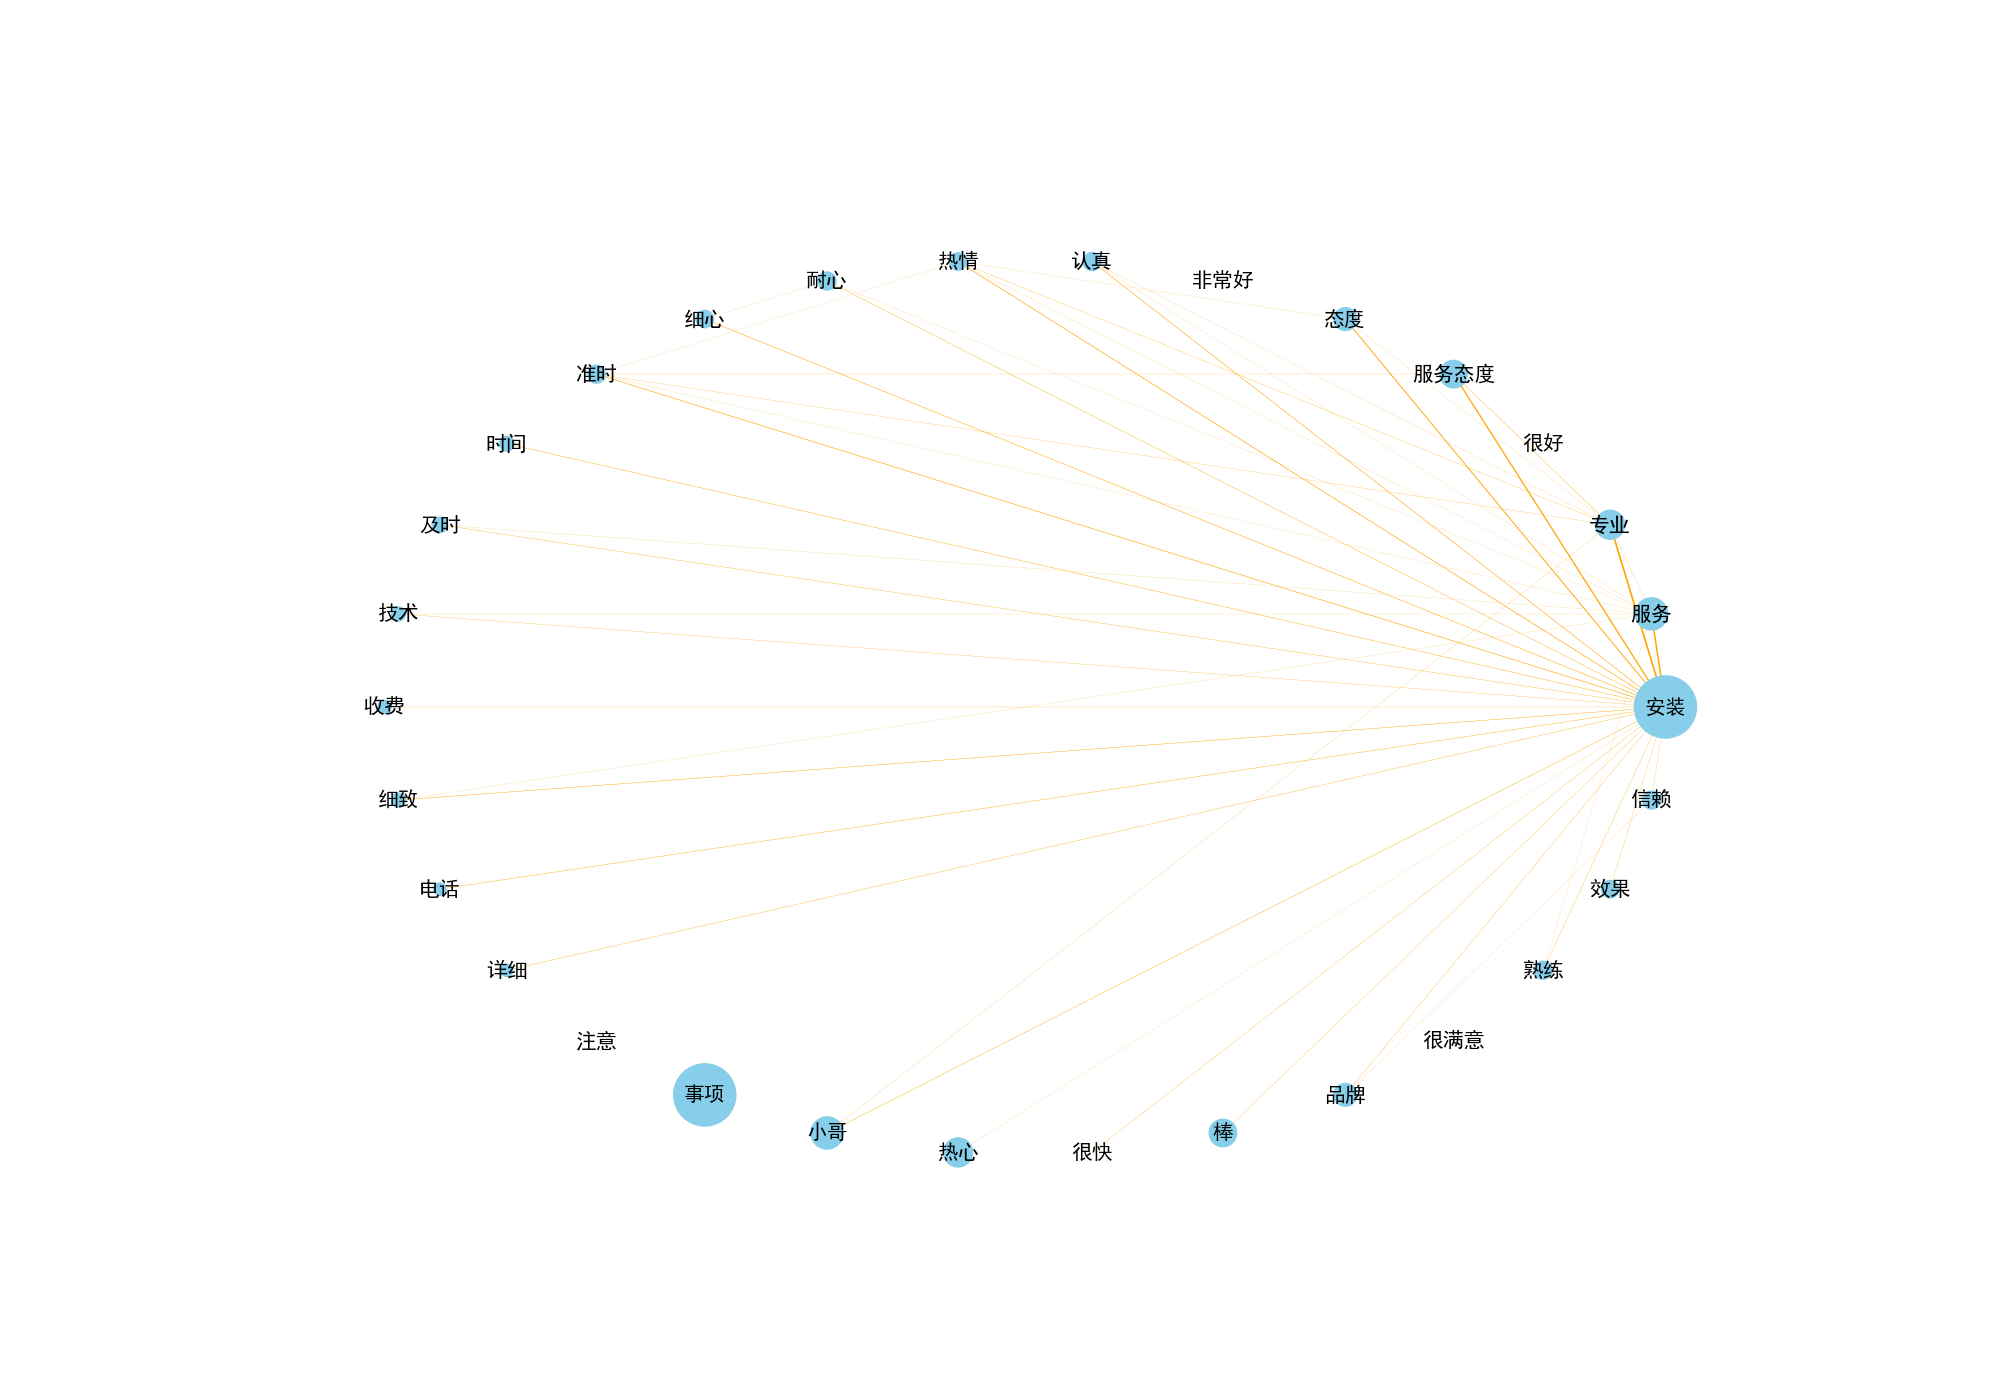 热情
认真
耐心
非常好
细心
态度
准时
服务态度
时间
很好
及时
专业
技术
服务
收费
安装
细致
信赖
电话
效果
详细
熟练
注意
很满意
事项
品牌
小哥
棒
热心
很快